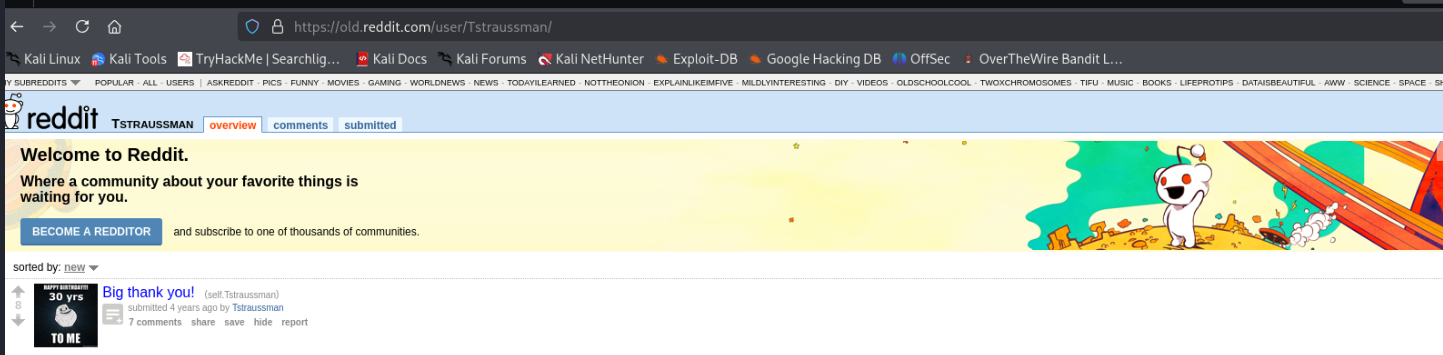 https://old.reddit.com/user/Tstraussman/
Kali Linux Kali Tools TryHackMe | Searchlig… Kali Docs Kali Forums Kali NetHunter Exploit-DB Google Hacking DB OffSec OverTheWire Bandit L…
MY SUBREDDITS POPULAR - ALL - USERS | ASKREDDIT - PICS - FUNNY - MOVIES - GAMING - WORLDNEWS - NEWS - TODAYILEARNED - NOTTHEONION - EXPLAINLIKEIMFIVE - MILDLYINTERESTING - DIY - VIDEOS - OLDSCHOOLCOOL - TWOXCHROMOSOMES - TIFU - MUSIC - BOOKS - LIFEPROTIPS - DATAISBEAUTIFUL - AWW - SCIENCE - SPACE -
reddit TSTRAUSSMAN overview comments submitted
Welcome to Reddit.
Where a community about your favorite things is
waiting for you.
BECOME A REDDITOR and subscribe to one of thousands of communities.
sorted by: new
HAPPY BIRTHDAY!!!
30 yrs
TO ME
Big thank you! (self.Tstraussman)
8 submitted 4 years ago by Tstraussman
7 comments share save hide report